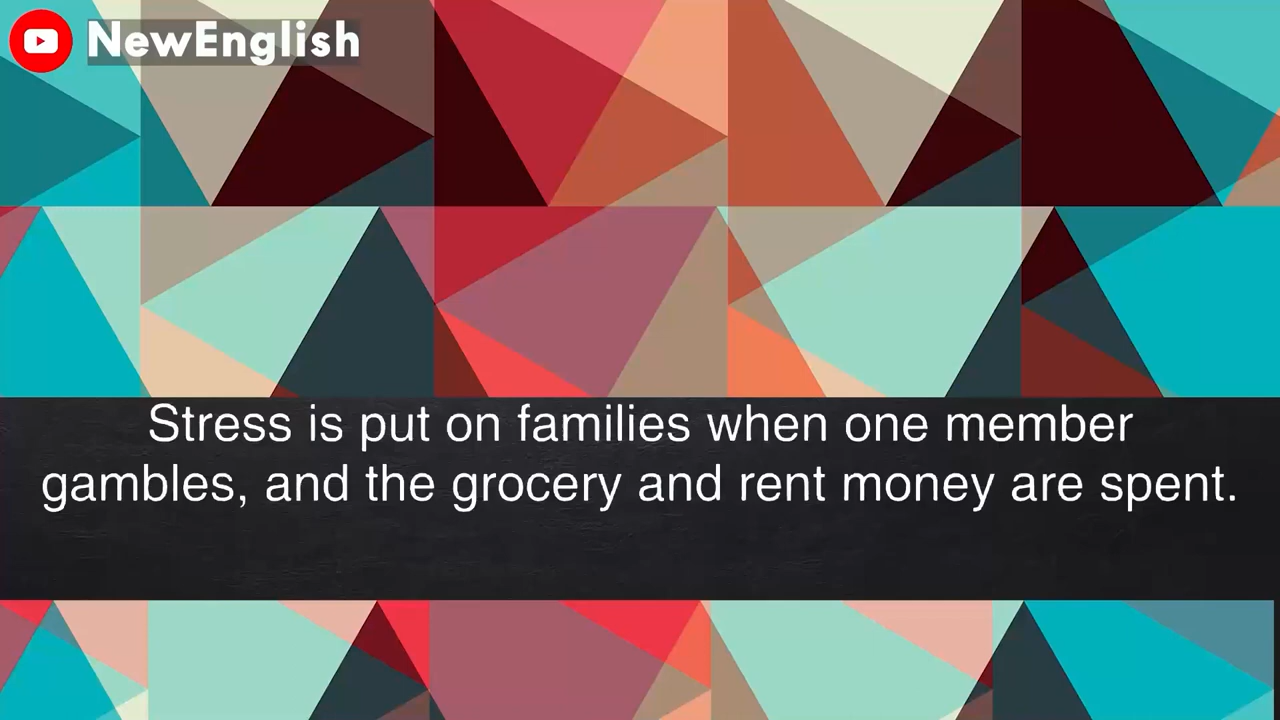 NewEnglish
Stress is put on families when one member
gambles, and the grocery and rent money are spent.